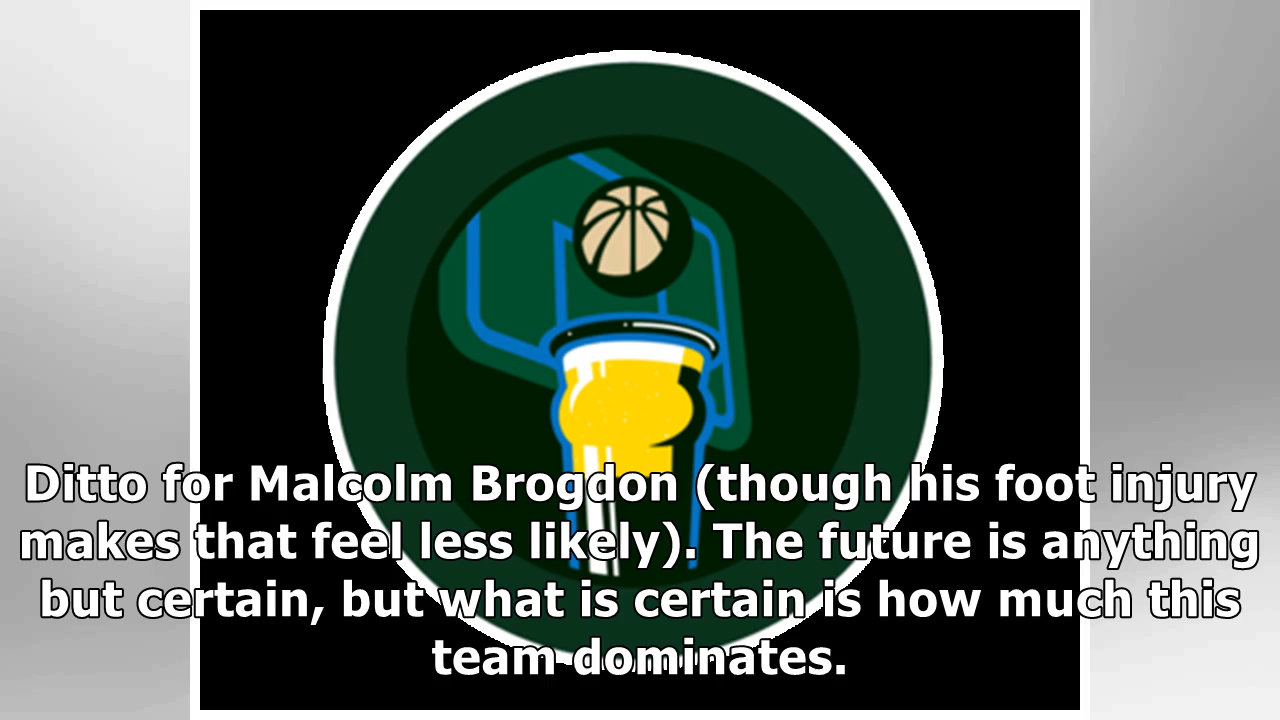 Ditto for Malcolm Brogdon (though his foot injury
makes that feel less likely). The future is anything
but certain, but what is certain is how much this
team dominates.